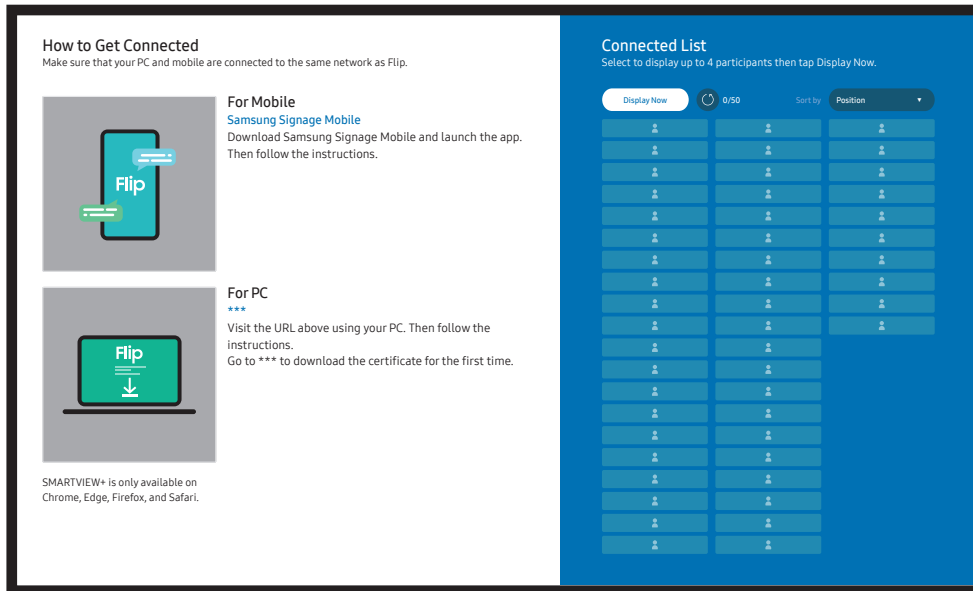 How to Get Connected
Make sure that your PC and mobile are connected to the same network as Flip.
For Mobile
Samsung Signage Mobile
Download Samsung Signage Mobile and launch the app.
Then follow the instructions.
Flip
For PC
***
Visit the URL above using your PC. Then follow the
instructions.
Go to *** to download the certificate for the first time.
Flip
SMARTVIEW+ is only available on
Chrome, Edge, Firefox, and Safari.
Connected List
Select to display up to 4 participants then tap Display Now.
Display Now
0/50
Sort by
Position